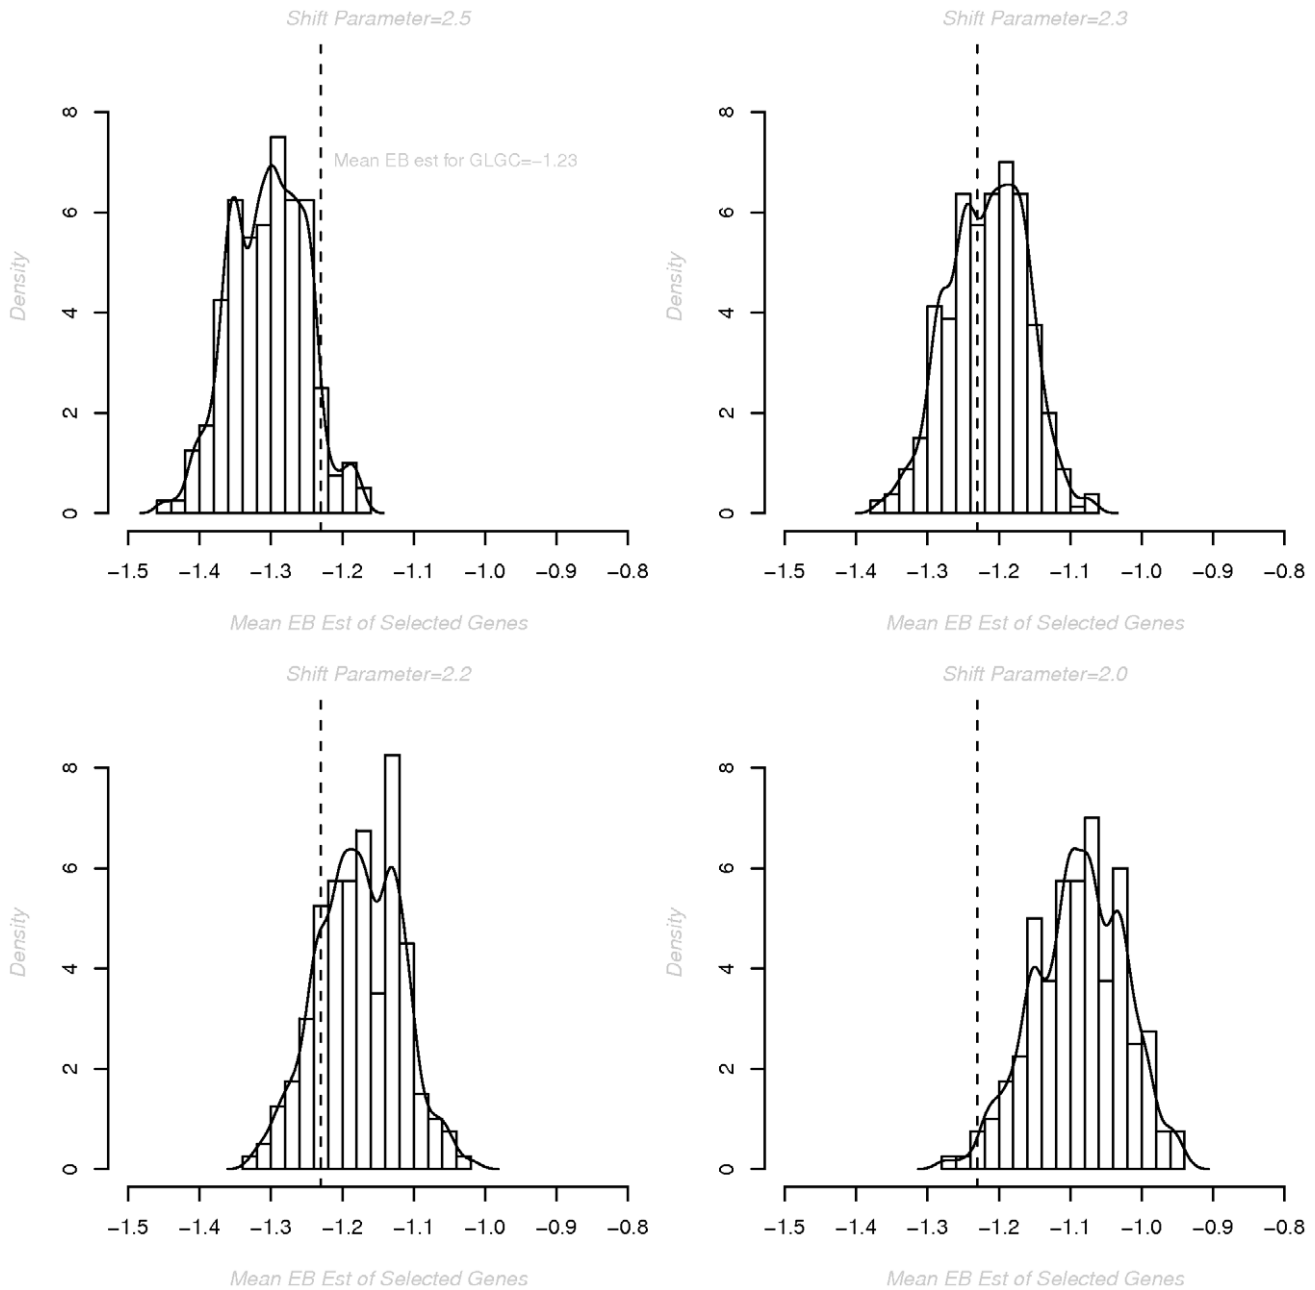 Shift Parameter=2.5
Mean EB est for GLGC=−1.23
Density
0 2 4 6 8
−1.5 −1.4 −1.3 −1.2 −1.1 −1.0 −0.9 −0.8
Mean EB Est of Selected Genes
Shift Parameter=2.3
Density
0 2 4 6 8
−1.5 −1.4 −1.3 −1.2 −1.1 −1.0 −0.9 −0.8
Mean EB Est of Selected Genes
Shift Parameter=2.2
Density
0 2 4 6 8
−1.5 −1.4 −1.3 −1.2 −1.1 −1.0 −0.9 −0.8
Mean EB Est of Selected Genes
Shift Parameter=2.0
Density
0 2 4 6 8
−1.5 −1.4 −1.3 −1.2 −1.1 −1.0 −0.9 −0.8
Mean EB Est of Selected Genes